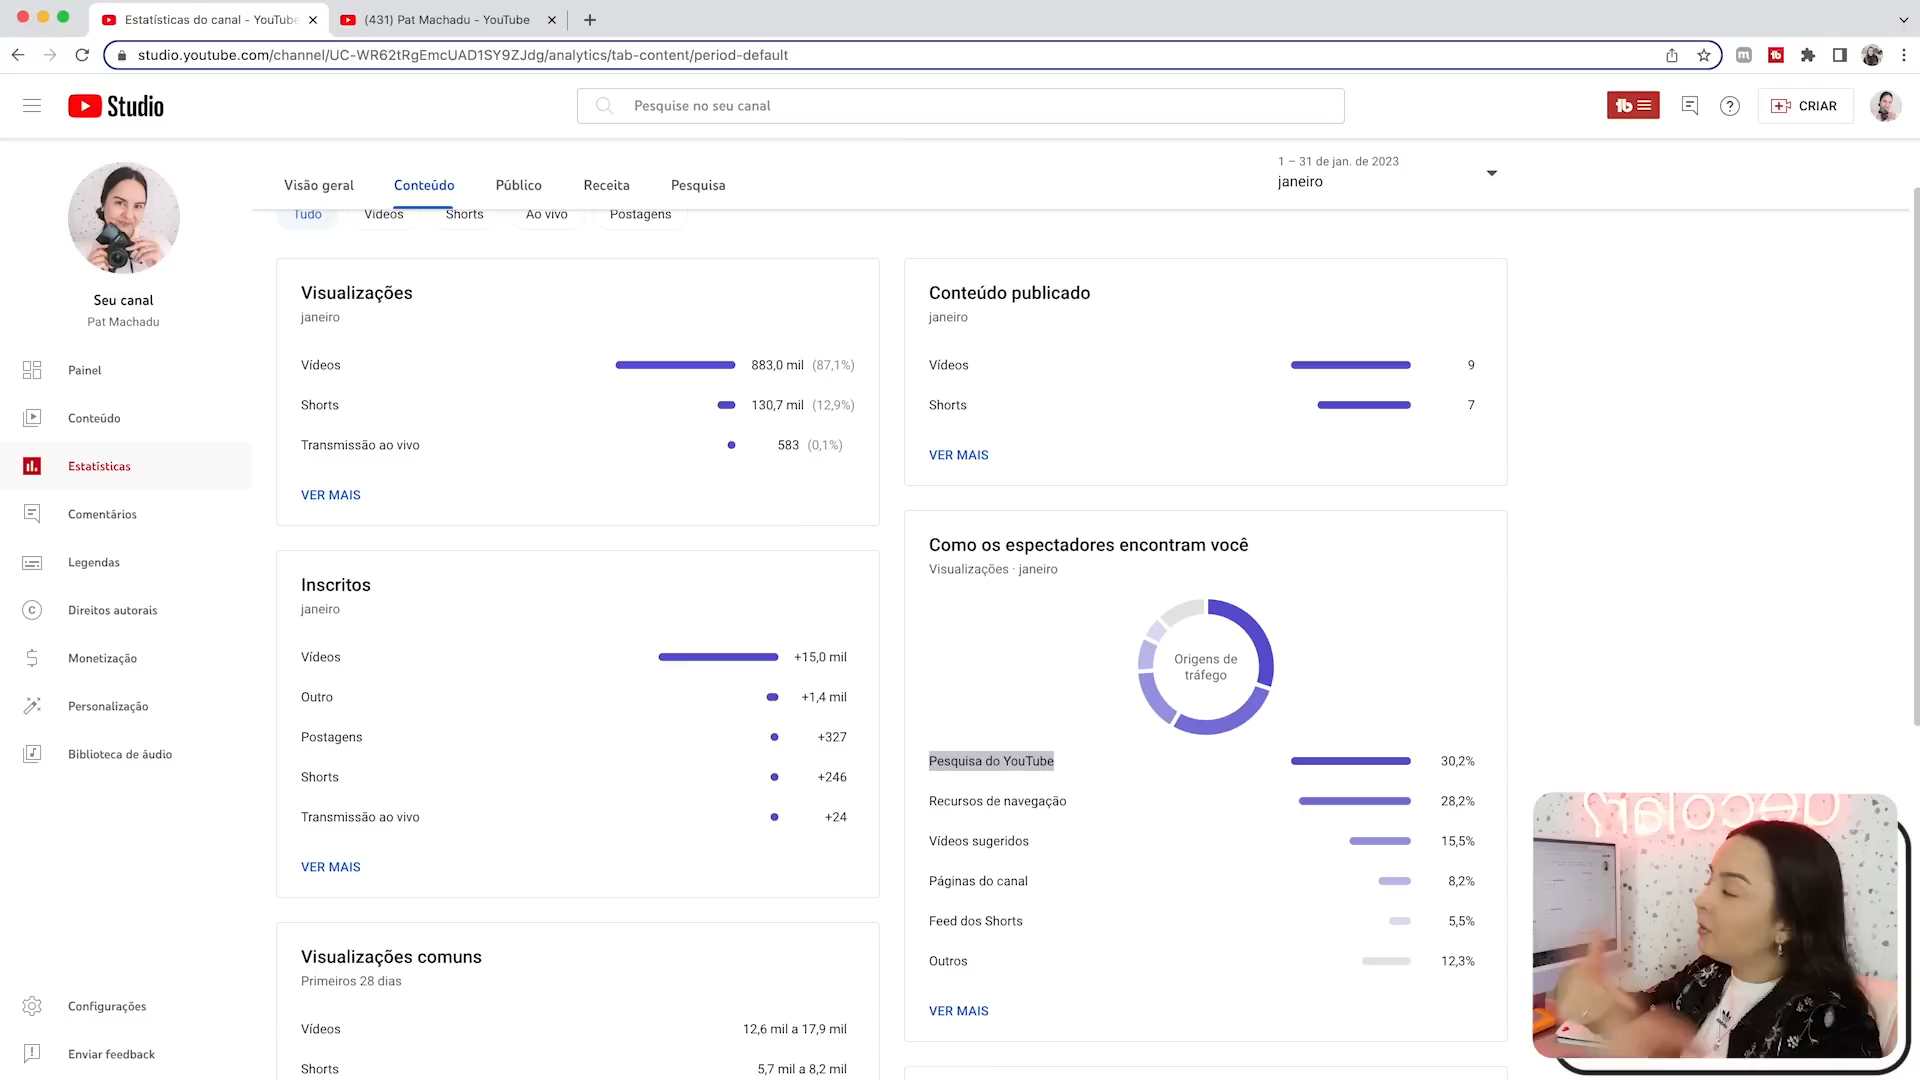 Estatísticas do canal - YouTube
(431) Pat Machadu - YouTube
studio.youtube.com/channel/UC-WR62tRgEmcUAD1SY9ZJdg/analytics/tab-content/period-default
Studio
Pesquise no seu canal
CRIAR
Seu canal
Pat Machadu
Painel
Conteúdo
Estatísticas
Comentários
Legendas
Direitos autorais
Monetização
Personalização
Biblioteca de áudio
Configurações
Enviar feedback
Visão geral
Conteúdo
Público
Receita
Pesquisa
1 – 31 de jan. de 2023
janeiro
Tudo
Vídeos
Shorts
Ao vivo
Postagens
Visualizações
janeiro
Vídeos 883,0 mil (87,1%)
Shorts 130,7 mil (12,9%)
Transmissão ao vivo 583 (0,1%)
VER MAIS
Inscritos
janeiro
Vídeos +15,0 mil
Outro +1,4 mil
Postagens +327
Shorts +246
Transmissão ao vivo +24
VER MAIS
Visualizações comuns
Primeiros 28 dias
Vídeos 12,6 mil a 17,9 mil
Shorts 5,7 mil a 8,2 mil
Conteúdo publicado
janeiro
Vídeos 9
Shorts 7
VER MAIS
Como os espectadores encontram você
Visualizações · janeiro
Origens de
tráfego
Pesquisa do YouTube 30,2%
Recursos de navegação 28,2%
Vídeos sugeridos 15,5%
Páginas do canal 8,2%
Feed dos Shorts 5,5%
Outros 12,3%
VER MAIS
decolar?